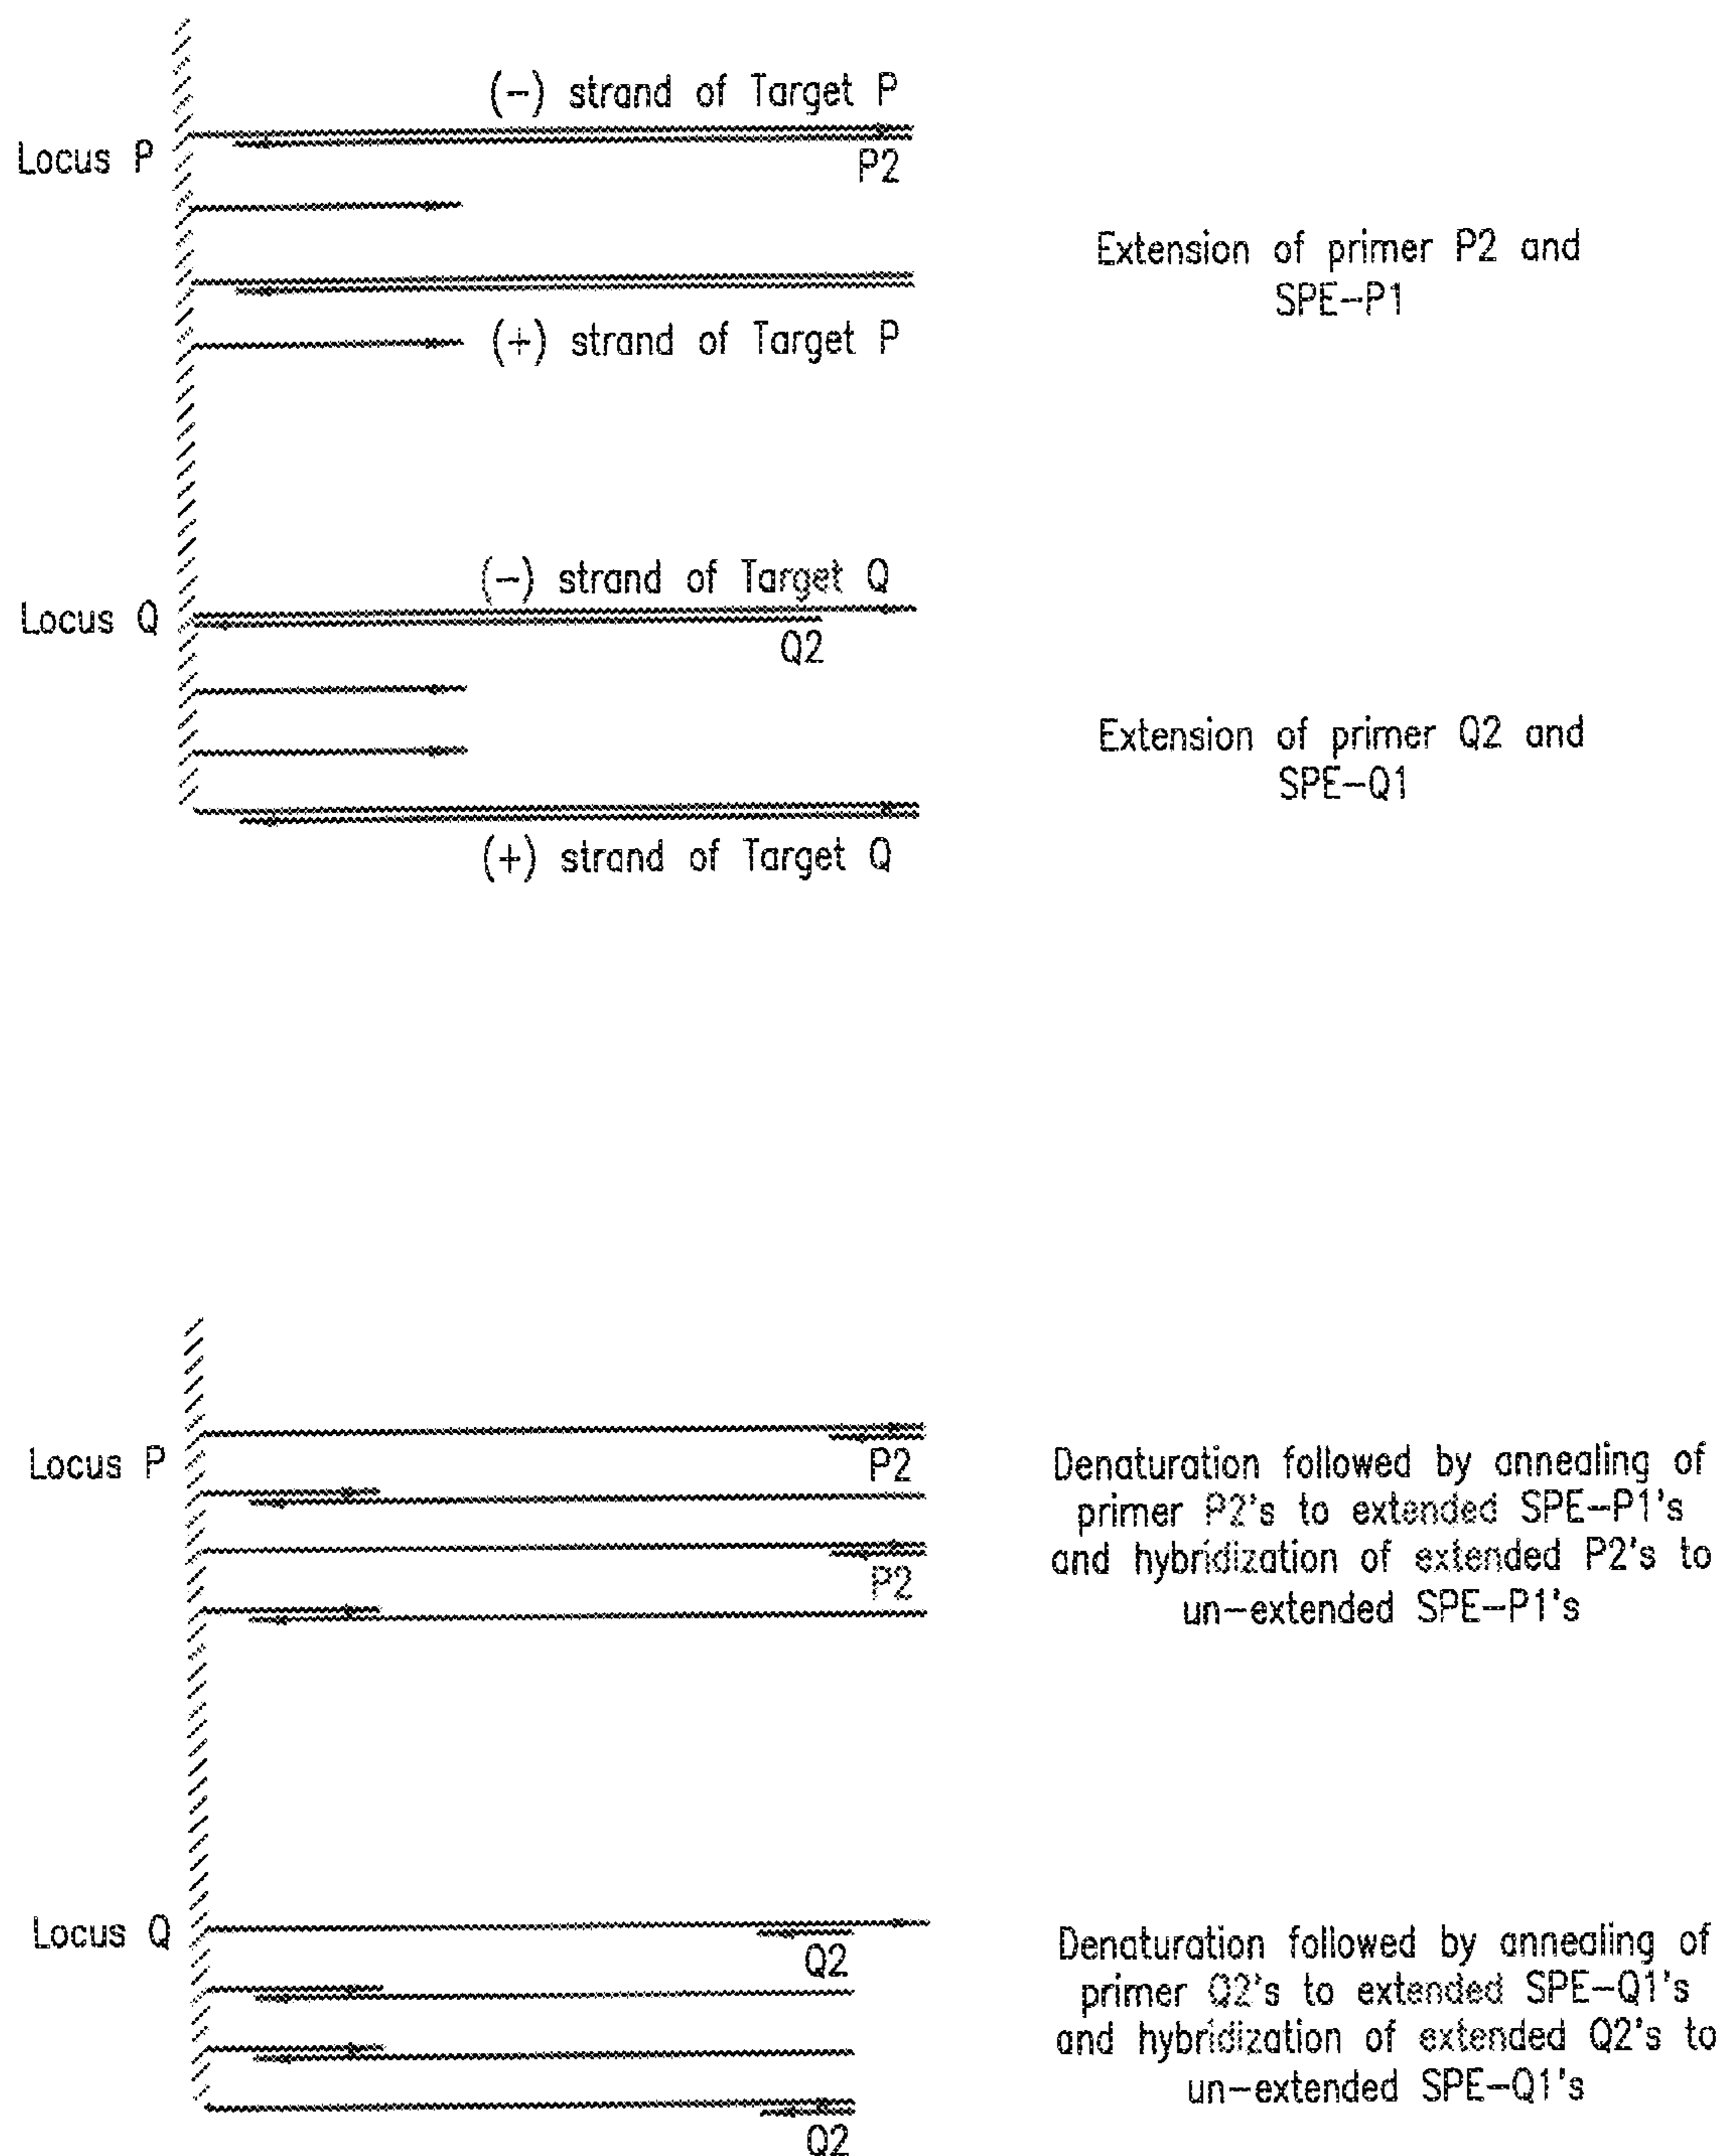 (-) strand of Target P
Locus P
P2
Extension of primer P2 and
SPE-P1
(+) strand of Target P
(-) strand of Target Q
Locus Q
Q2
Extension of primer Q2 and
SPE-Q1
(+) strand of Target Q
Locus P
P2
P2
Denaturation followed by annealing of
primer P2's to extended SPE-P1's
and hybridization of extended P2's to
un-extended SPE-P1's
Locus Q
Q2
Q2
Denaturation followed by annealing of
primer Q2's to extended SPE-Q1's
and hybridization of extended Q2's to
un-extended SPE-Q1's